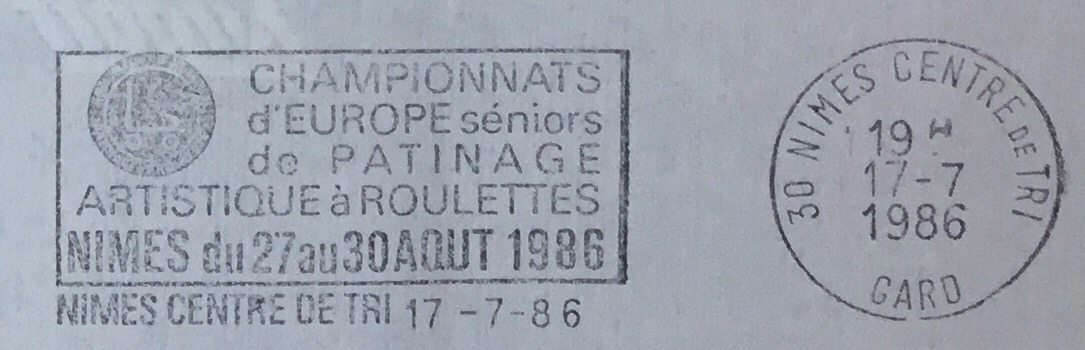 CHAMPIONNATS
d'EUROPE séniors
de PATINAGE
ARTISTIQUE à ROULETTES
NIMES du 27 au 30 AOUT 1986
NIMES CENTRE DE TRI 17 -7-86
30 NIMES CENTRE DE TRI
19 H
17-7
1986
GARD